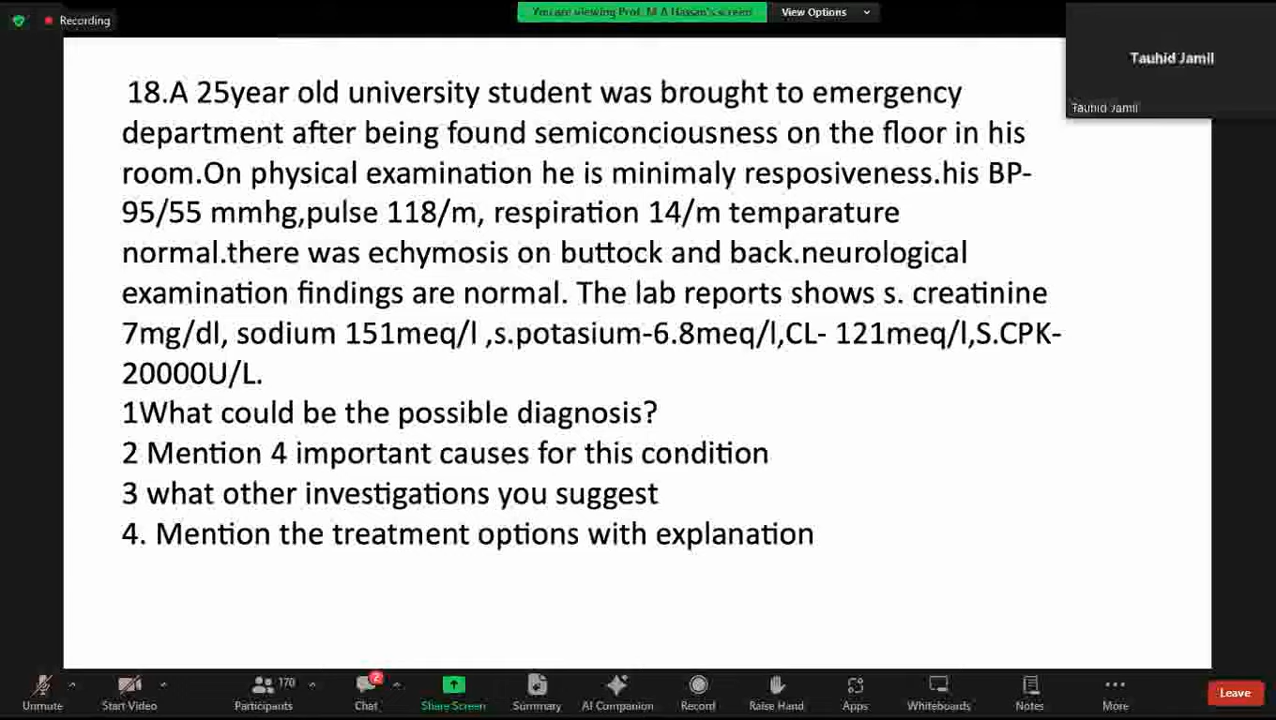 Recording
You are viewing Prof. M A Hassan's screen
View Options
Tauhid Jamil
Tauhid Jamil
18.A 25year old university student was brought to emergency
department after being found semiconciousness on the floor in his
room.On physical examination he is minimaly resposiveness.his BP-
95/55 mmhg,pulse 118/m, respiration 14/m temparature
normal.there was echymosis on buttock and back.neurological
examination findings are normal. The lab reports shows s. creatinine
7mg/dl, sodium 151meq/l ,s.potasium-6.8meq/l,CL- 121meq/l,S.CPK-
20000U/L.
1What could be the possible diagnosis?
2 Mention 4 important causes for this condition
3 what other investigations you suggest
4. Mention the treatment options with explanation
170
2
Unmute
Start Video
Participants
Chat
Share Screen
Summary
AI Companion
Record
Raise Hand
Apps
Whiteboards
Notes
More
Leave